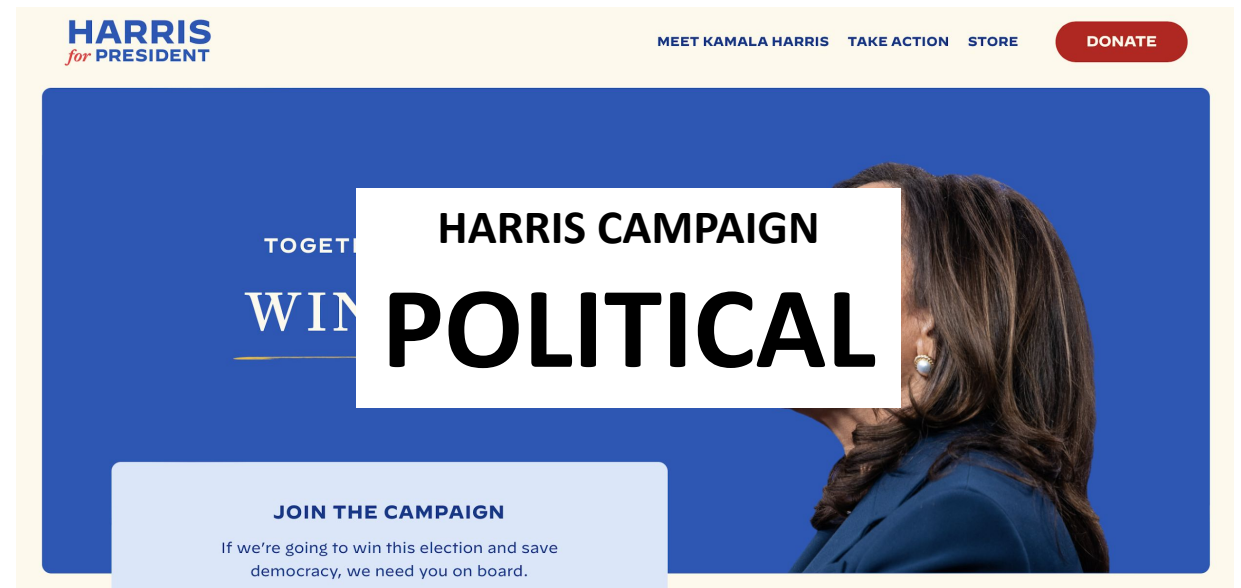 HARRIS
for PRESIDENT
MEET KAMALA HARRIS TAKE ACTION STORE DONATE
HARRIS CAMPAIGN
POLITICAL
JOIN THE CAMPAIGN
If we’re going to win this election and save
democracy, we need you on board.